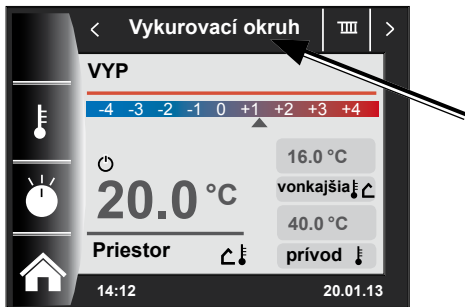 Vykurovací okruh
VYP
-4 -3 -2 -1 0 +1 +2 +3 +4
16.0 °C
vonkajšia
20.0 °C
40.0 °C
Priestor
prívod
14:12 20.01.13